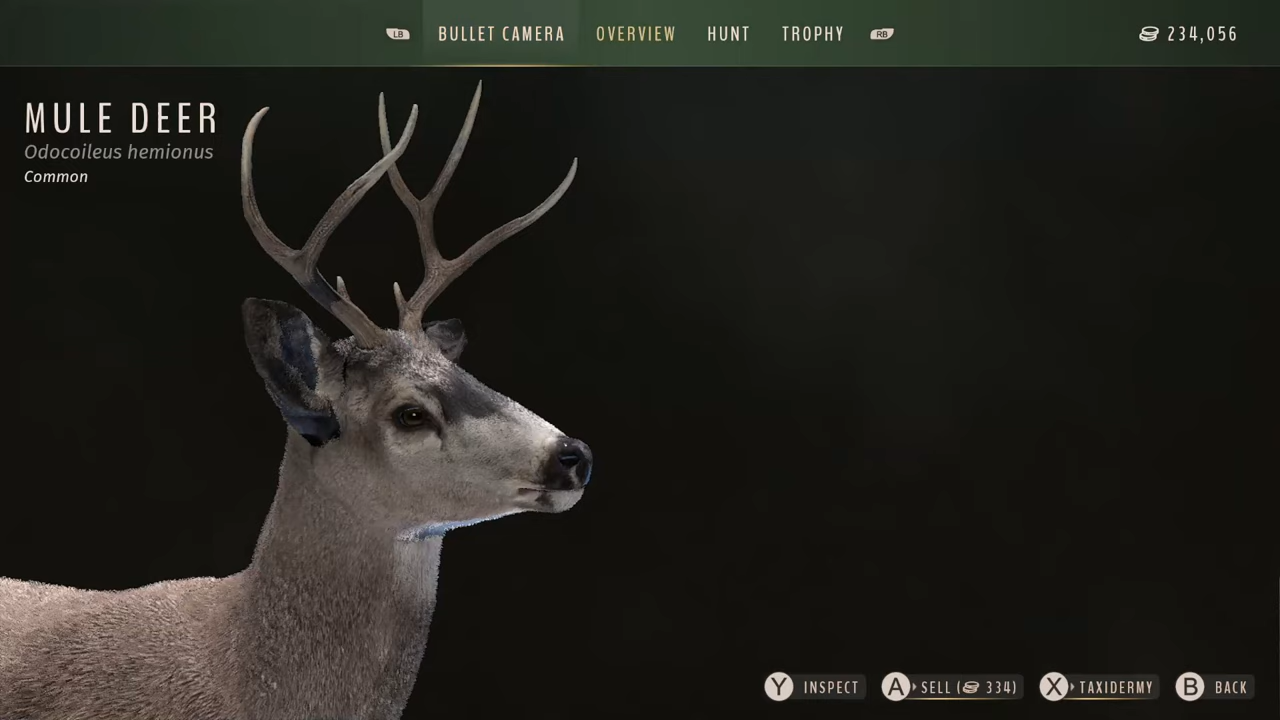 LB BULLET CAMERA OVERVIEW HUNT TROPHY RB 234,056
MULE DEER
Odocoileus hemionus
Common
Y INSPECT A SELL ( 334) X TAXIDERMY B BACK